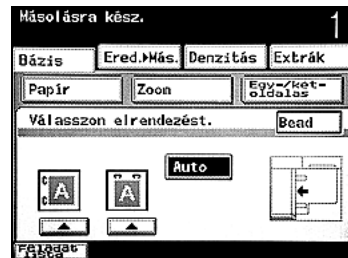 Másolásra kész. 1
Bázis Ered.▶Más. Denzitás Extrák
Papír Zoom Egy-/két-oldalas
Válasszon elrendezést. Bead
A A Auto
Feladat lista